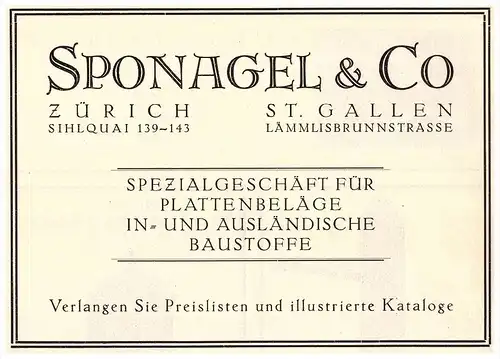 SPONAGEL & CO
ZÜRICH ST. GALLEN
SIHLQUAI 139-143 LÄMMLISBRUNNSTRASSE
SPEZIALGESCHÄFT FÜR
PLATTENBELÄGE
IN- UND AUSLÄNDISCHE
BAUSTOFFE
Verlangen Sie Preislisten und illustrierte Kataloge